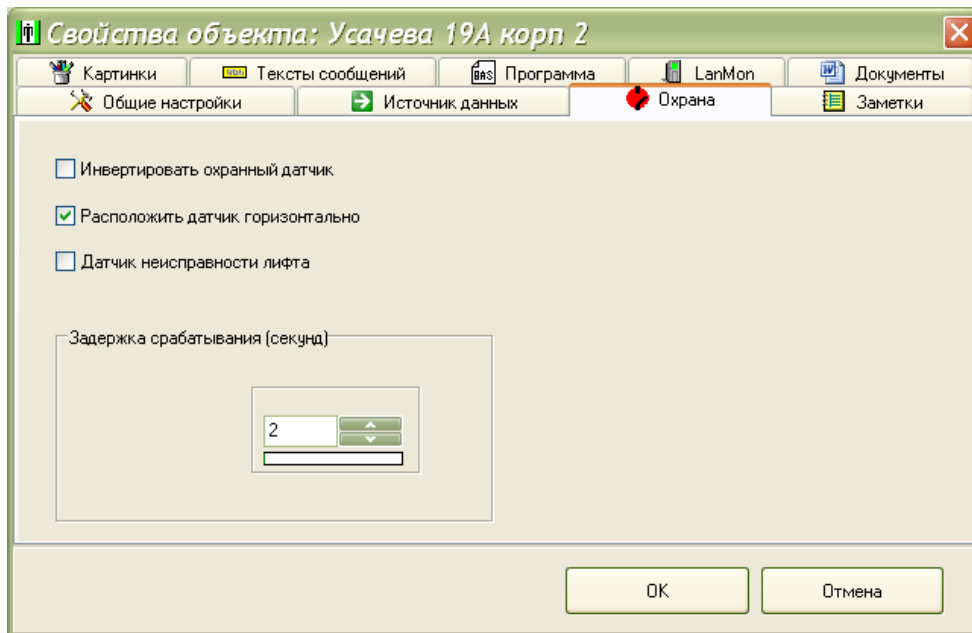 Свойства объекта: Усачева 19А корп 2
Картинки Тексты сообщений BAS Программа LanMon Документы
Общие настройки Источник данных Охрана Заметки
Инвертировать охранный датчик
Расположить датчик горизонтально
Датчик неисправности лифта
Задержка срабатывания (секунд)
2
OK Отмена